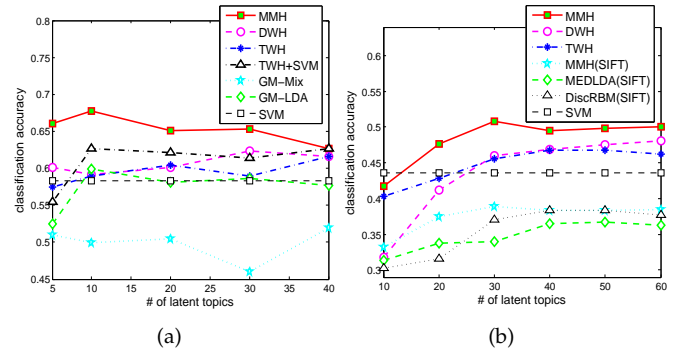 0.8
0.75
0.7
0.65
0.6
0.55
0.5
0.45
classification accuracy
5
10
15
20
25
30
35
40
# of latent topics
MMH
DWH
TWH
TWH+SVM
GM−Mix
GM−LDA
SVM
(a)
0.65
0.6
0.55
0.5
0.45
0.4
0.35
0.3
classification accuracy
10
20
30
40
50
60
# of latent topics
MMH
DWH
TWH
MMH(SIFT)
MEDLDA(SIFT)
DiscRBM(SIFT)
SVM
(b)